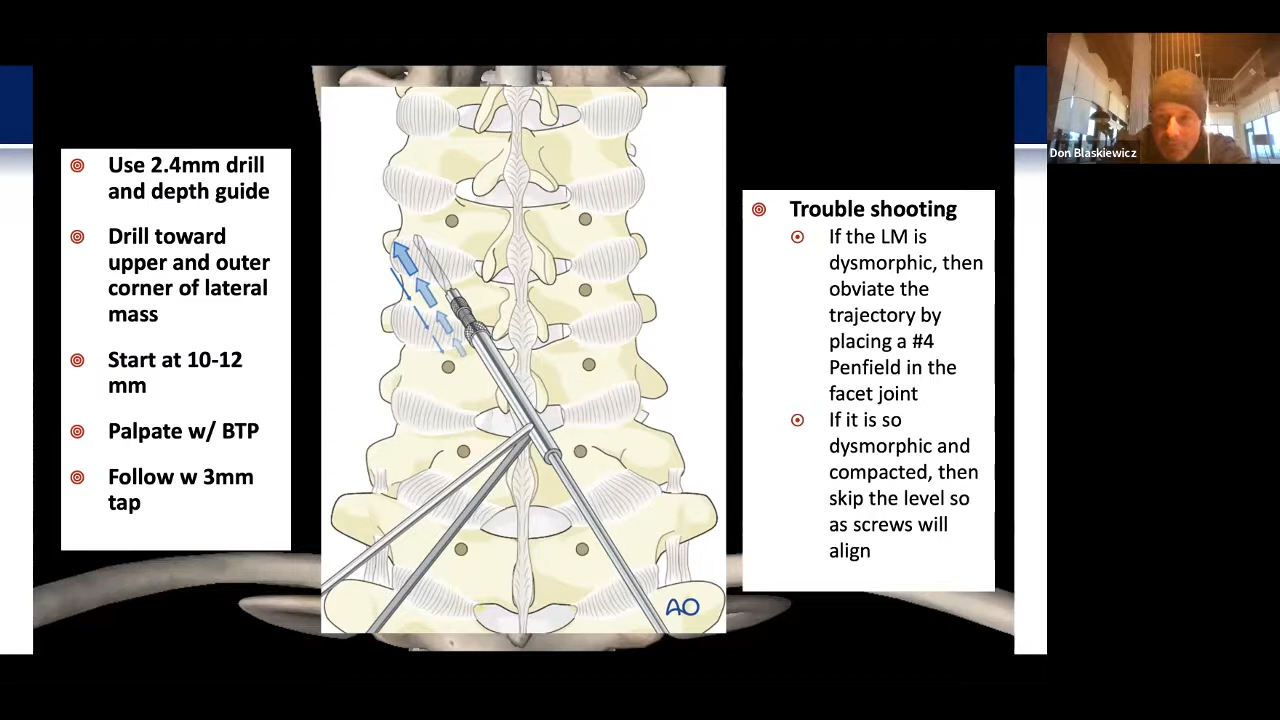 Use 2.4mm drill
and depth guide
Drill toward
upper and outer
corner of lateral
mass
Start at 10-12
mm
Palpate w/ BTP
Follow w 3mm
tap
AO
Trouble shooting
If the LM is
dysmorphic, then
obviate the
trajectory by
placing a #4
Penfield in the
facet joint
If it is so
dysmorphic and
compacted, then
skip the level so
as screws will
align
Don Blaskiewicz